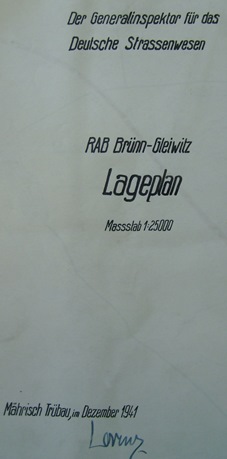 Der Generalinspektor für das
Deutsche Strassenwesen
RAB Brünn-Gleiwitz
Lageplan
Massstab 1:25000
Mährisch Trübau, im Dezember 1941
Lorenz